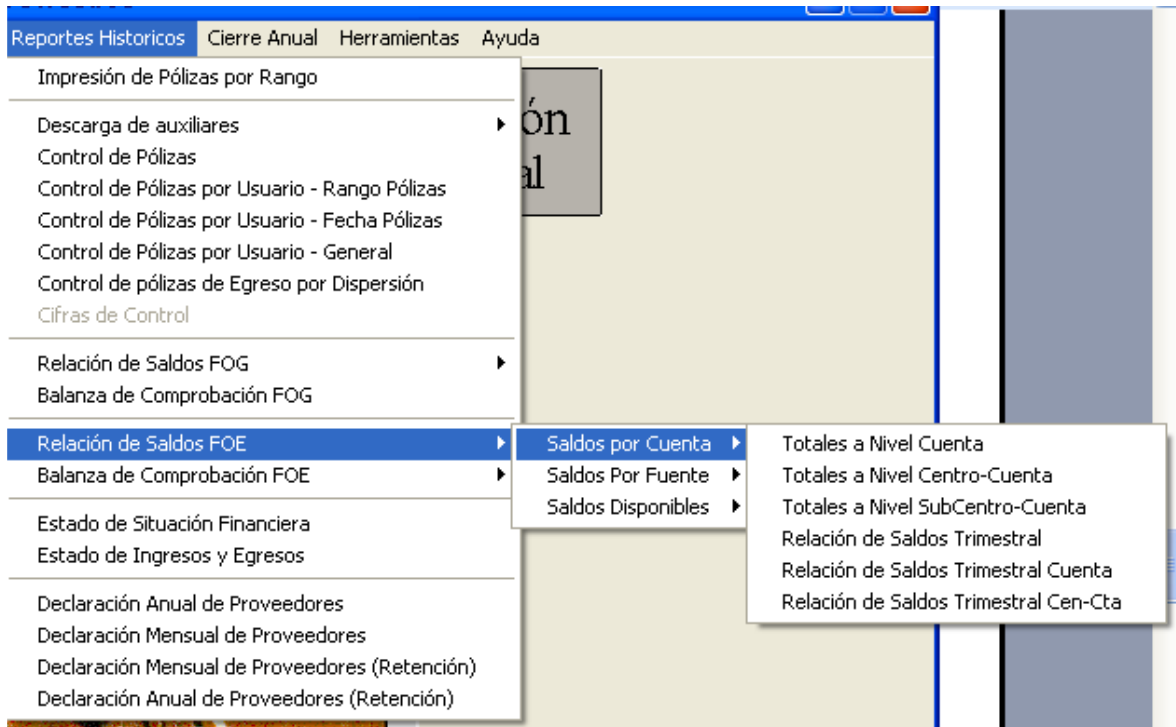 Reportes Historicos Cierre Anual Herramientas Ayuda
Impresión de Pólizas por Rango
Descarga de auxiliares
Control de Pólizas
Control de Pólizas por Usuario - Rango Pólizas
Control de Pólizas por Usuario - Fecha Pólizas
Control de Pólizas por Usuario - General
Control de pólizas de Egreso por Dispersión
Cifras de Control
Relación de Saldos FOG
Balanza de Comprobación FOG
Relación de Saldos FOE
Balanza de Comprobación FOE
Estado de Situación Financiera
Estado de Ingresos y Egresos
Declaración Anual de Proveedores
Declaración Mensual de Proveedores
Declaración Mensual de Proveedores (Retención)
Declaración Anual de Proveedores (Retención)
ón
al
Saldos por Cuenta
Saldos Por Fuente
Saldos Disponibles
Totales a Nivel Cuenta
Totales a Nivel Centro-Cuenta
Totales a Nivel SubCentro-Cuenta
Relación de Saldos Trimestral
Relación de Saldos Trimestral Cuenta
Relación de Saldos Trimestral Cen-Cta